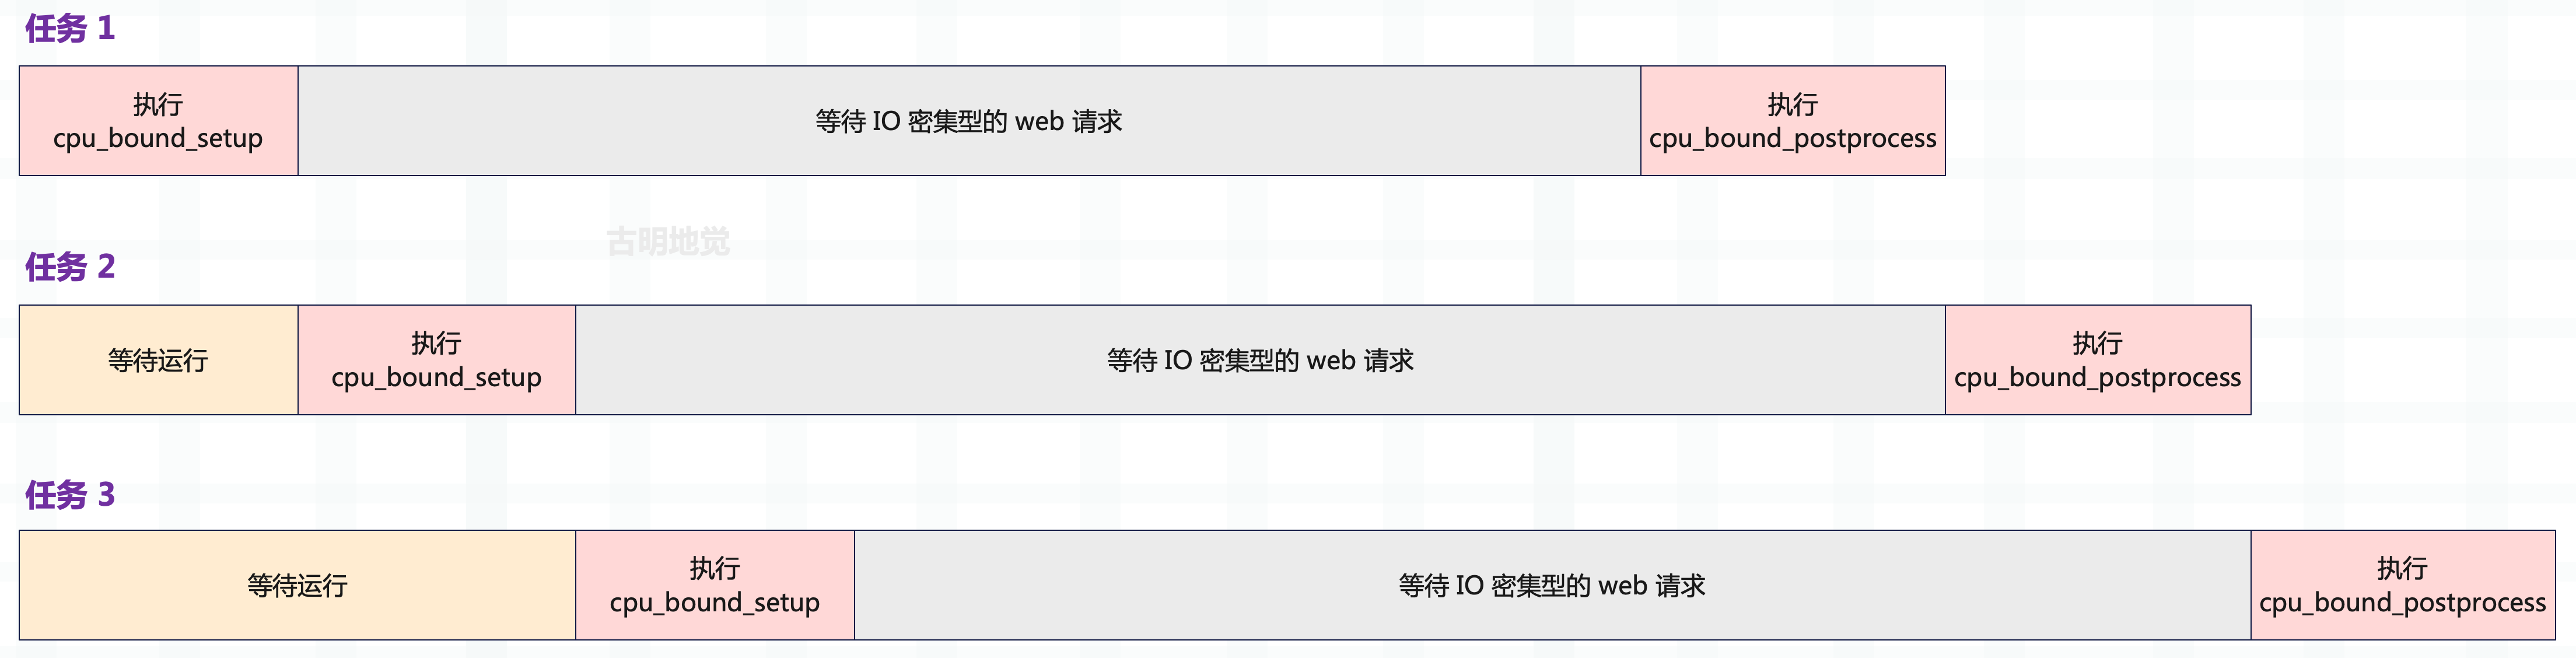 任务 1
执行
cpu_bound_setup
等待 IO 密集型的 web 请求
执行
cpu_bound_postprocess
古明地觉
任务 2
等待运行
执行
cpu_bound_setup
等待 IO 密集型的 web 请求
执行
cpu_bound_postprocess
任务 3
等待运行
执行
cpu_bound_setup
等待 IO 密集型的 web 请求
执行
cpu_bound_postprocess